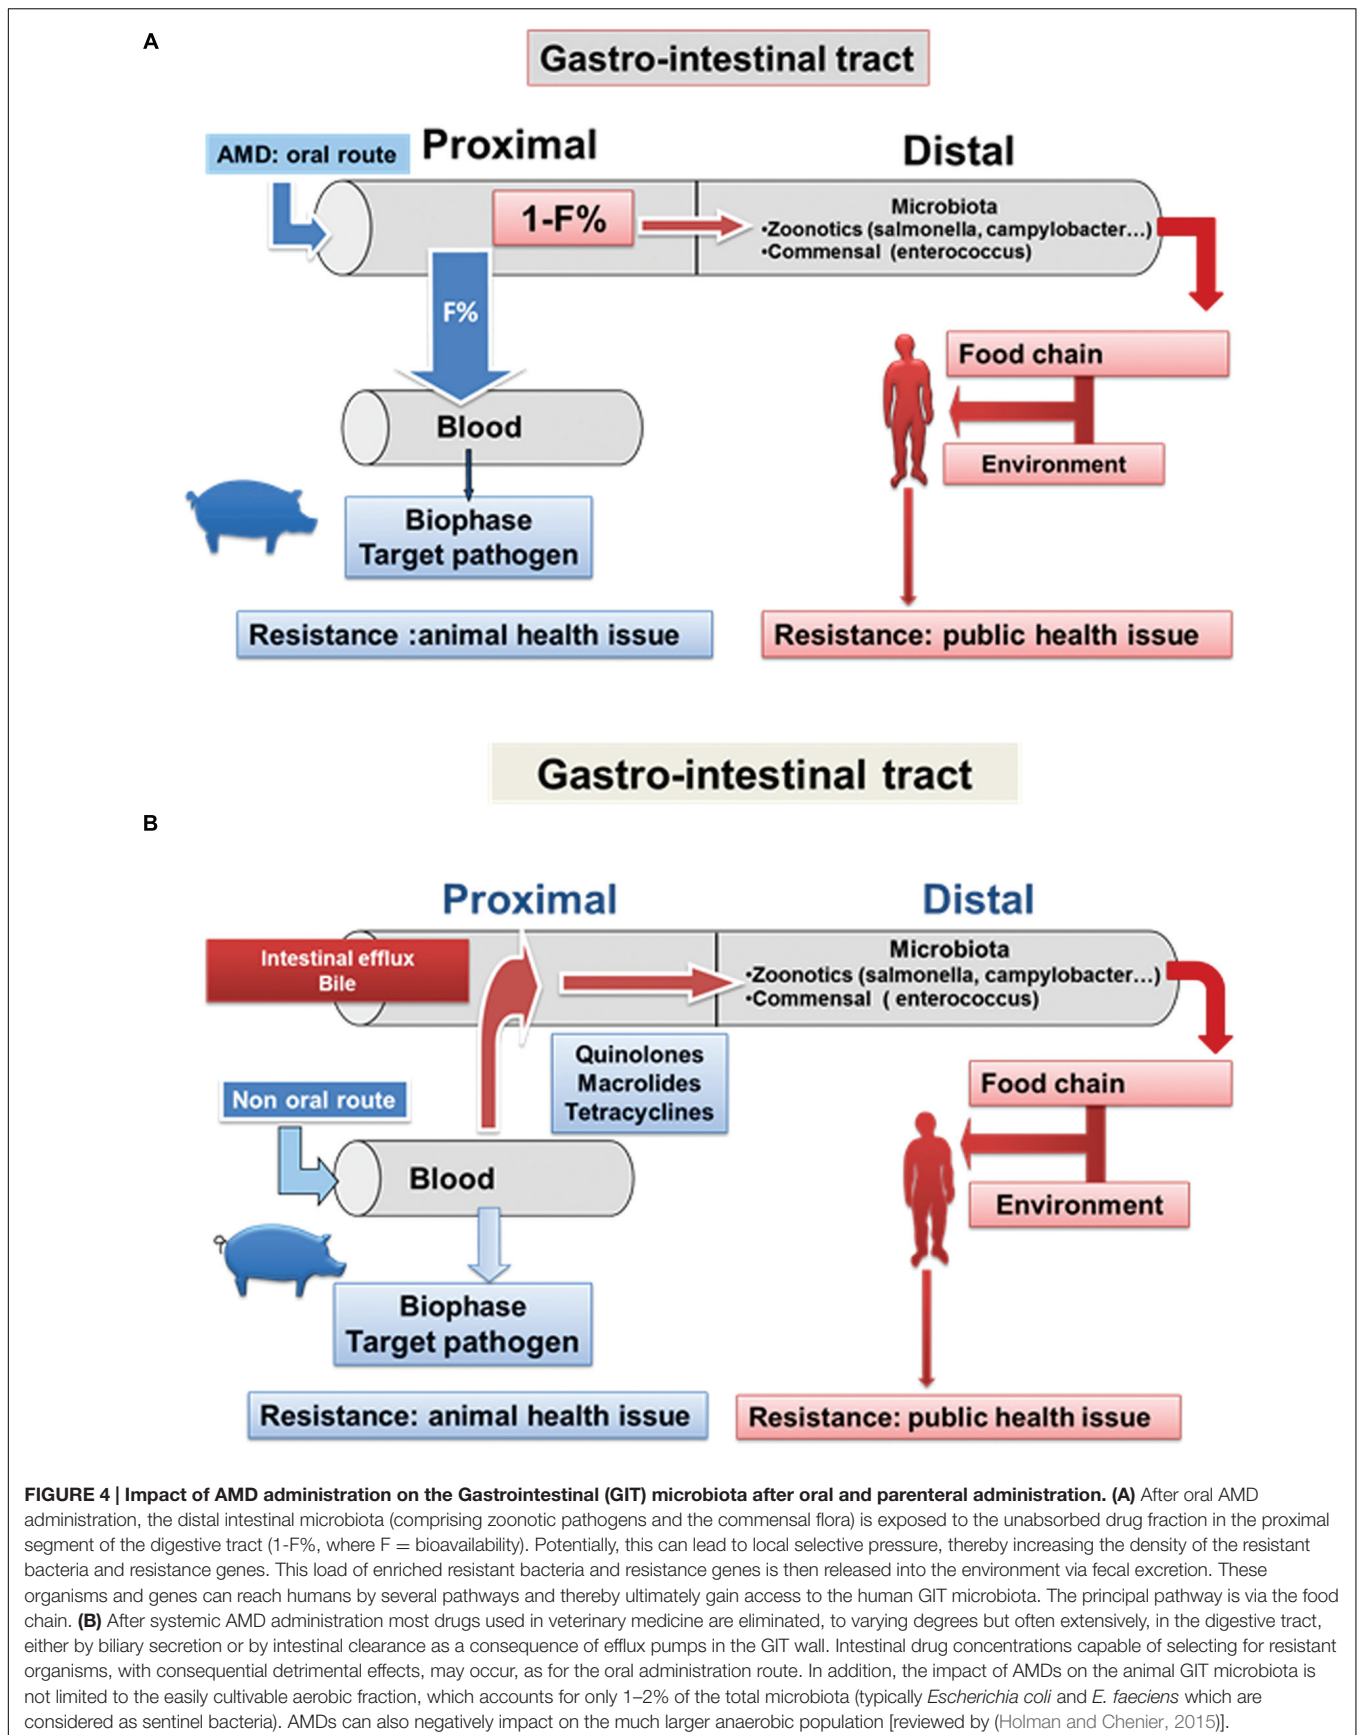 A
Gastro-intestinal tract
AMD: oral route
Proximal
Distal
1-F%
Microbiota
•Zoonotics (salmonella, campylobacter...)
•Commensal (enterococcus)
F%
Food chain
Blood
Environment
Biophase
Target pathogen
Resistance :animal health issue
Resistance: public health issue
Gastro-intestinal tract
B
Proximal
Distal
Intestinal efflux
Bile
Microbiota
•Zoonotics (salmonella, campylobacter...)
•Commensal ( enterococcus)
Quinolones
Macrolides
Tetracyclines
Non oral route
Food chain
Blood
Environment
Biophase
Target pathogen
Resistance: animal health issue
Resistance: public health issue
FIGURE 4 | Impact of AMD administration on the Gastrointestinal (GIT) microbiota after oral and parenteral administration. (A) After oral AMD
administration, the distal intestinal microbiota (comprising zoonotic pathogens and the commensal flora) is exposed to the unabsorbed drug fraction in the proximal
segment of the digestive tract (1-F%, where F = bioavailability). Potentially, this can lead to local selective pressure, thereby increasing the density of the resistant
bacteria and resistance genes. This load of enriched resistant bacteria and resistance genes is then released into the environment via fecal excretion. These
organisms and genes can reach humans by several pathways and thereby ultimately gain access to the human GIT microbiota. The principal pathway is via the food
chain. (B) After systemic AMD administration most drugs used in veterinary medicine are eliminated, to varying degrees but often extensively, in the digestive tract,
either by biliary secretion or by intestinal clearance as a consequence of efflux pumps in the GIT wall. Intestinal drug concentrations capable of selecting for resistant
organisms, with consequential detrimental effects, may occur, as for the oral administration route. In addition, the impact of AMDs on the animal GIT microbiota is
not limited to the easily cultivable aerobic fraction, which accounts for only 1–2% of the total microbiota (typically Escherichia coli and E. faeciens which are
considered as sentinel bacteria). AMDs can also negatively impact on the much larger anaerobic population [reviewed by (Holman and Chenier, 2015)].